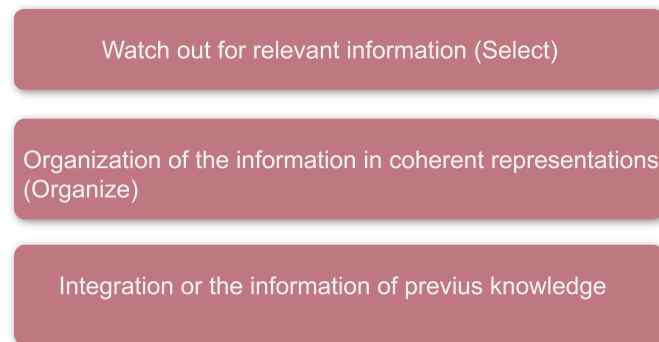 Watch out for relevant information (Select)
Organization of the information in coherent representations
(Organize)
Integration or the information of previus knowledge